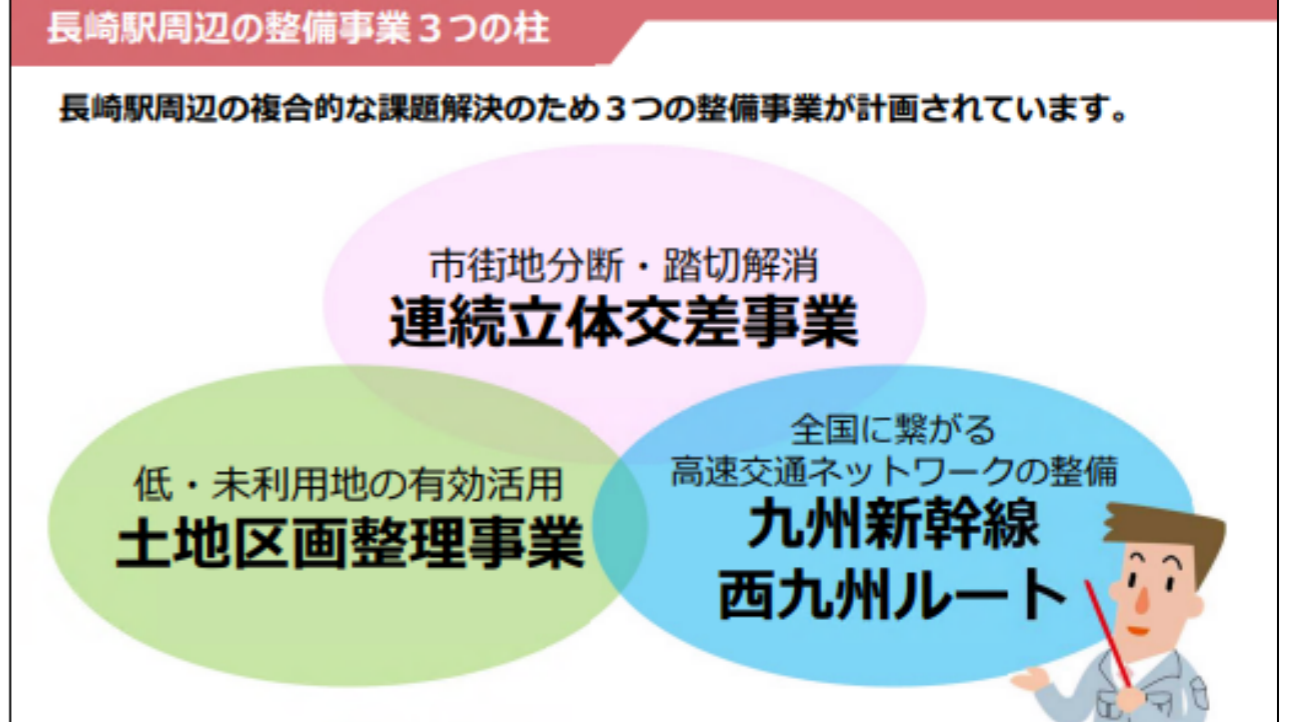 長崎駅周辺の整備事業３つの柱
長崎駅周辺の複合的な課題解決のため３つの整備事業が計画されています。
市街地分断・踏切解消
連続立体交差事業
低・未利用地の有効活用
土地区画整理事業
全国に繋がる
高速交通ネットワークの整備
九州新幹線
西九州ルート